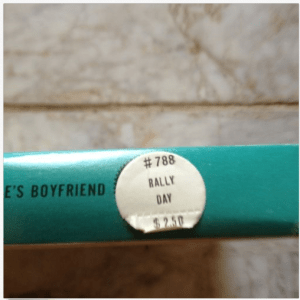 E'S BOYFRIEND
#788
RALLY
DAY
$2.50